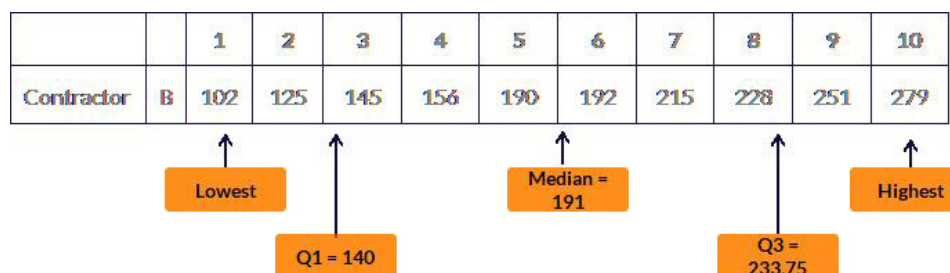 1 2 3 4 5 6 7 8 9 10
Contractor B 102 125 145 156 190 192 215 228 251 279
Lowest
Median =
191
Highest
Q1 = 140
Q3 =
233.75